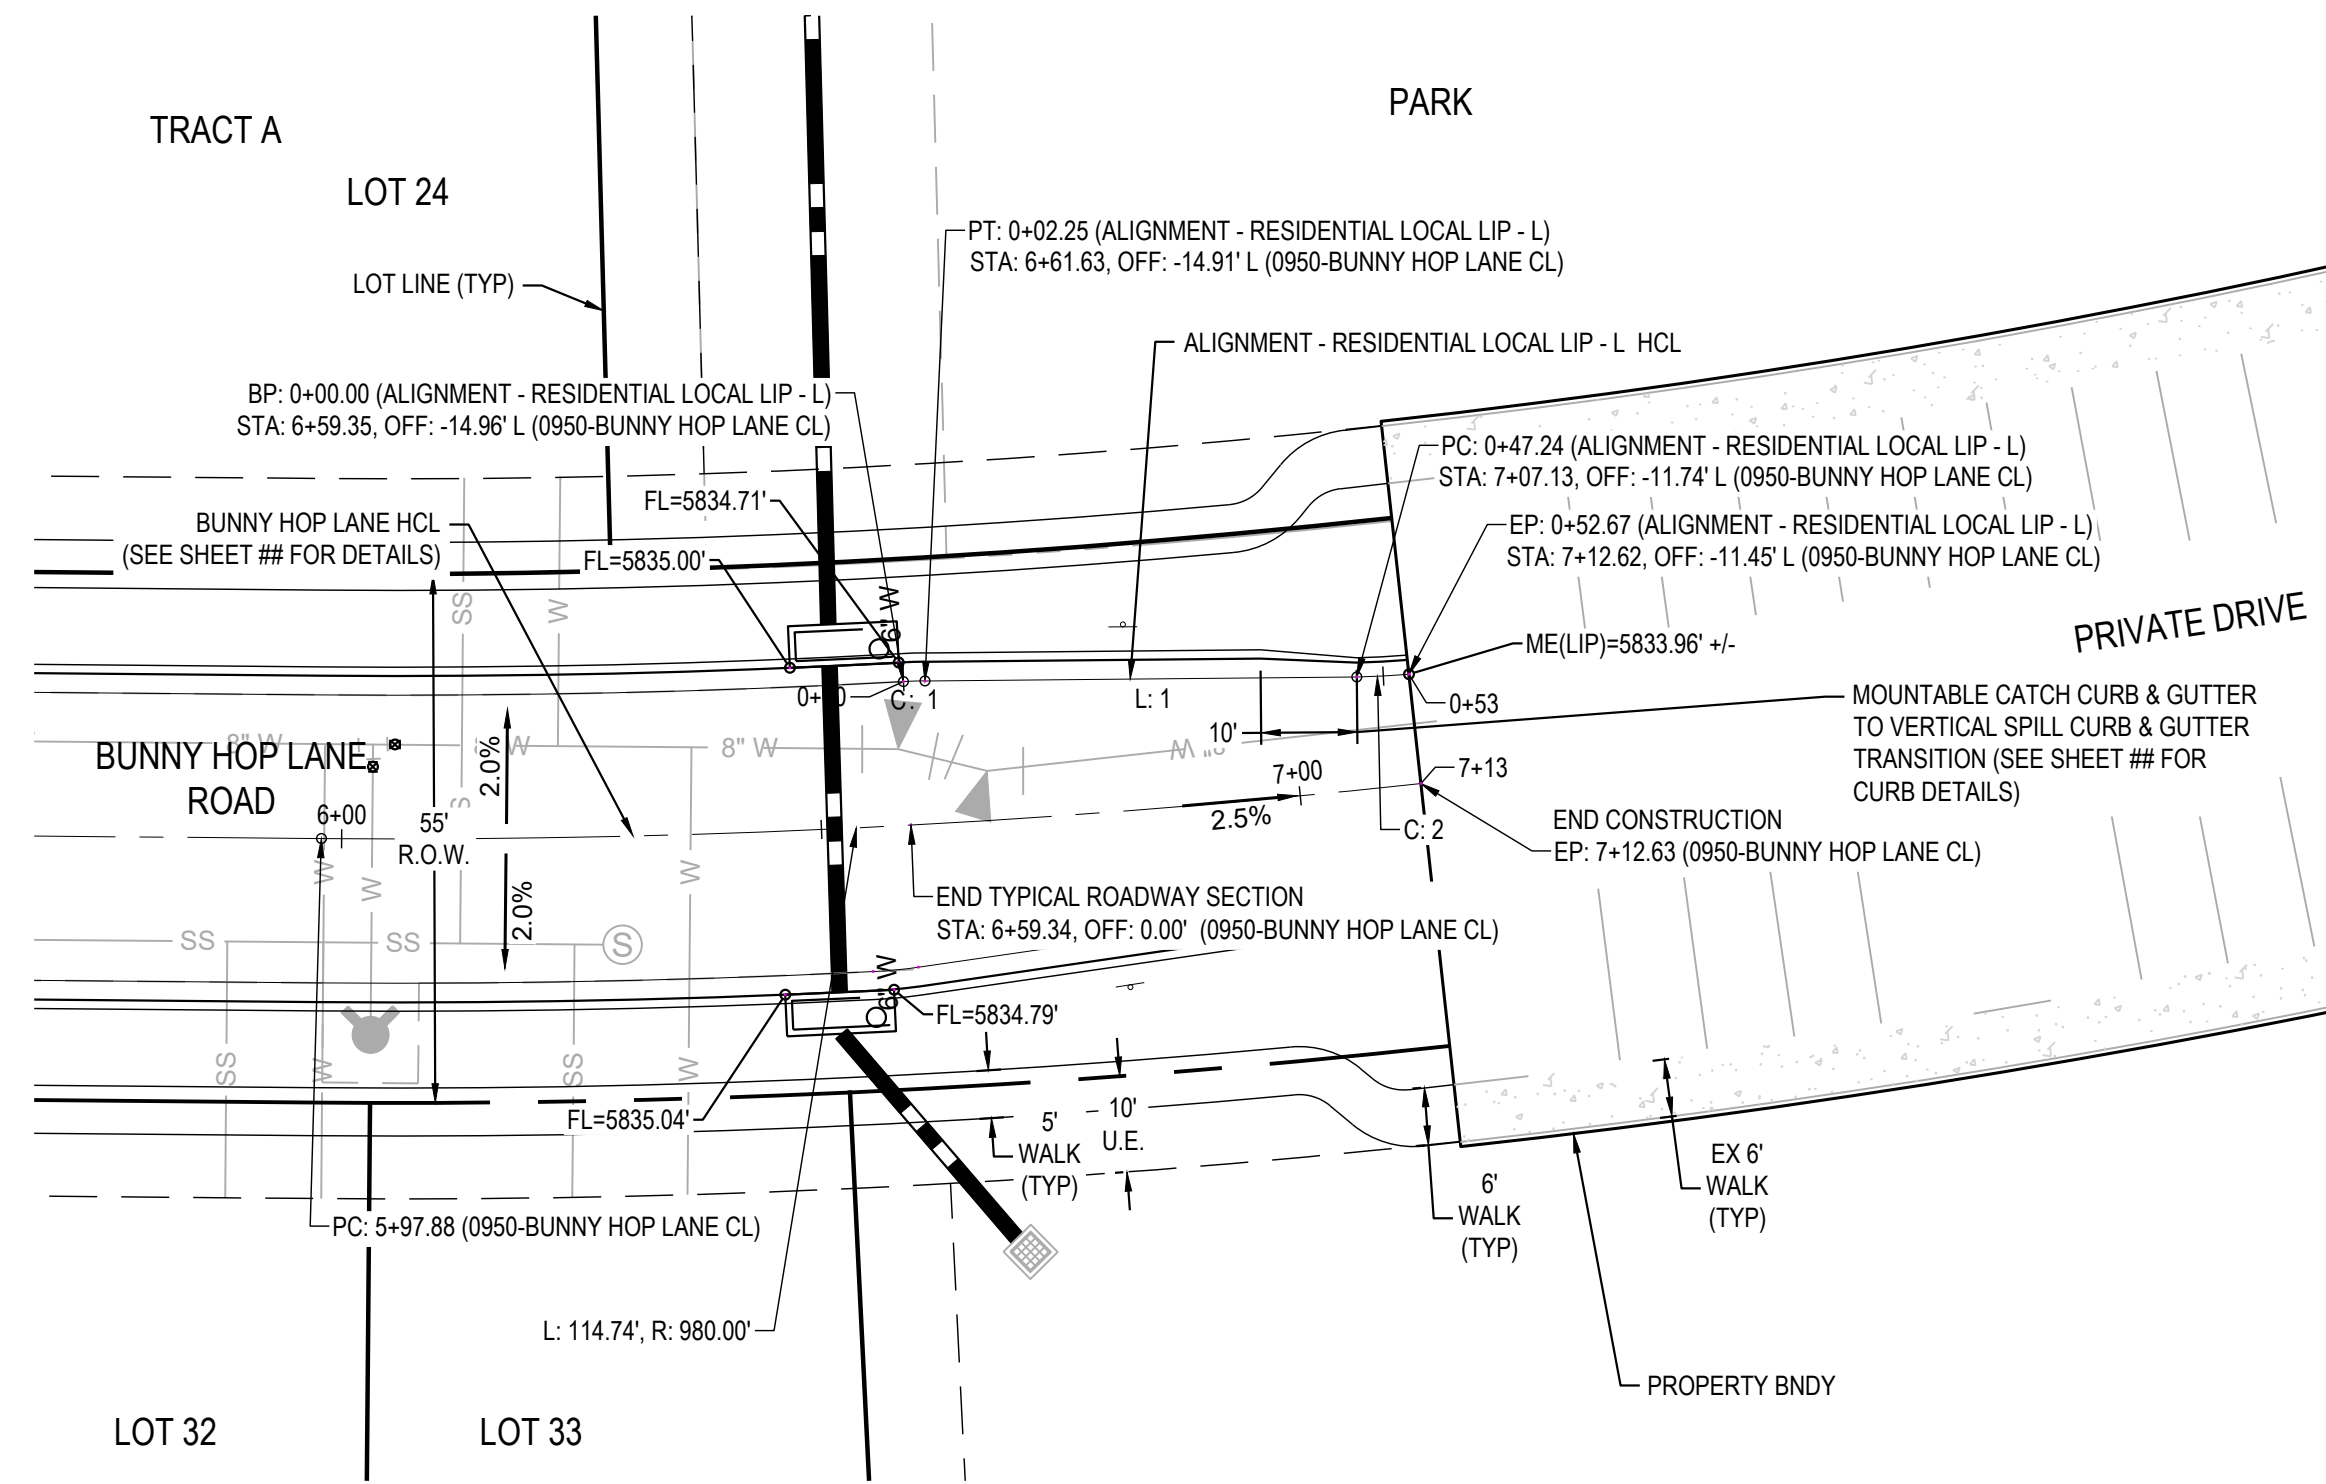 TRACT A
PARK
LOT 24
LOT LINE (TYP)
PT: 0+02.25 (ALIGNMENT - RESIDENTIAL LOCAL LIP - L)
STA: 6+61.63, OFF: -14.91' L (0950-BUNNY HOP LANE CL)
ALIGNMENT - RESIDENTIAL LOCAL LIP - L HCL
BP: 0+00.00 (ALIGNMENT - RESIDENTIAL LOCAL LIP - L)
STA: 6+59.35, OFF: -14.96' L (0950-BUNNY HOP LANE CL)
PC: 0+47.24 (ALIGNMENT - RESIDENTIAL LOCAL LIP - L)
STA: 7+07.13, OFF: -11.74' L (0950-BUNNY HOP LANE CL)
FL=5834.71'
BUNNY HOP LANE HCL
(SEE SHEET ## FOR DETAILS)
FL=5835.00'
EP: 0+52.67 (ALIGNMENT - RESIDENTIAL LOCAL LIP - L)
STA: 7+12.62, OFF: -11.45' L (0950-BUNNY HOP LANE CL)
SS
W
W
6"
PRIVATE DRIVE
ME(LIP)=5833.96' +/-
C: 1
L: 1
0+53
MOUNTABLE CATCH CURB & GUTTER
TO VERTICAL SPILL CURB & GUTTER
TRANSITION (SEE SHEET ## FOR
CURB DETAILS)
10'
8" W
W
8" W
8" W
BUNNY HOP LANE
ROAD
2.0%
S
7+00
7+13
2.5%
6+00
55'
R.O.W.
C: 2
END CONSTRUCTION
EP: 7+12.63 (0950-BUNNY HOP LANE CL)
W
W
W
2.0%
END TYPICAL ROADWAY SECTION
STA: 6+59.34, OFF: 0.00' (0950-BUNNY HOP LANE CL)
SS
SS
S
W
6"
FL=5834.79'
SS
W
SS
W
FL=5835.04'
5'
WALK
(TYP)
10'
U.E.
6'
WALK
(TYP)
EX 6'
WALK
(TYP)
PC: 5+97.88 (0950-BUNNY HOP LANE CL)
L: 114.74', R: 980.00'
PROPERTY BNDY
LOT 32
LOT 33